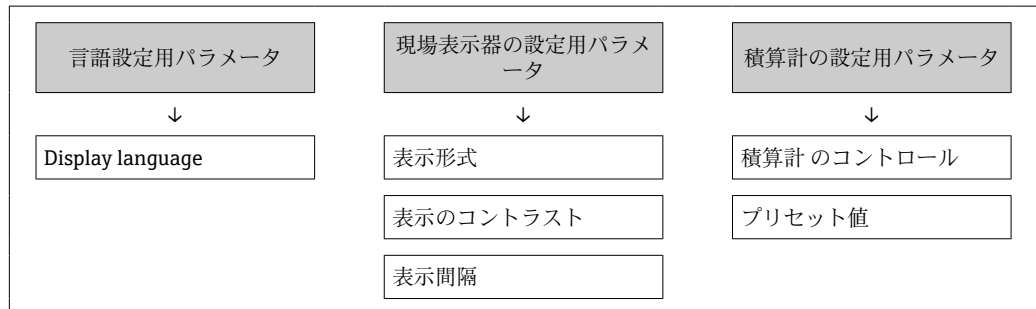 言語設定用パラメータ
↓
Display language
現場表示器の設定用パラメ
ータ
↓
表示形式
表示のコントラスト
表示間隔
積算計の設定用パラメータ
↓
積算計 のコントロール
プリセット値